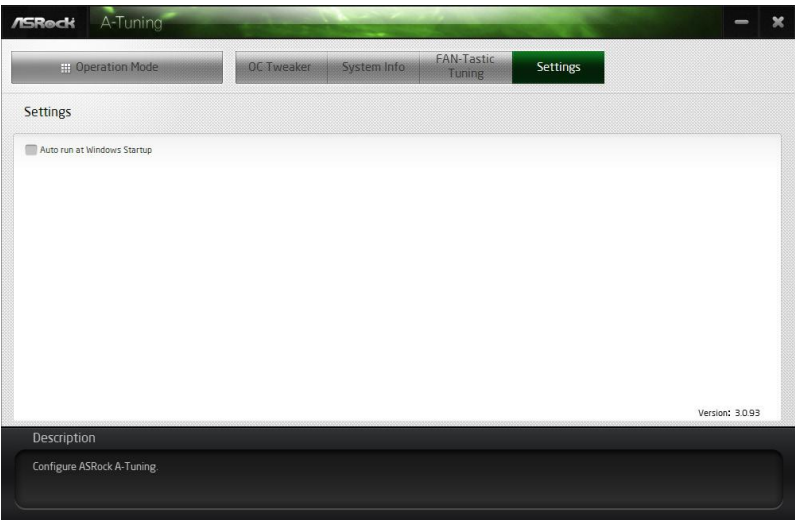 ASRock A-Tuning
Operation Mode
OC Tweaker
System Info
FAN-Tastic
Tuning
Settings
Settings
Auto run at Windows Startup
Version: 3.0.93
Description
Configure ASRock A-Tuning.